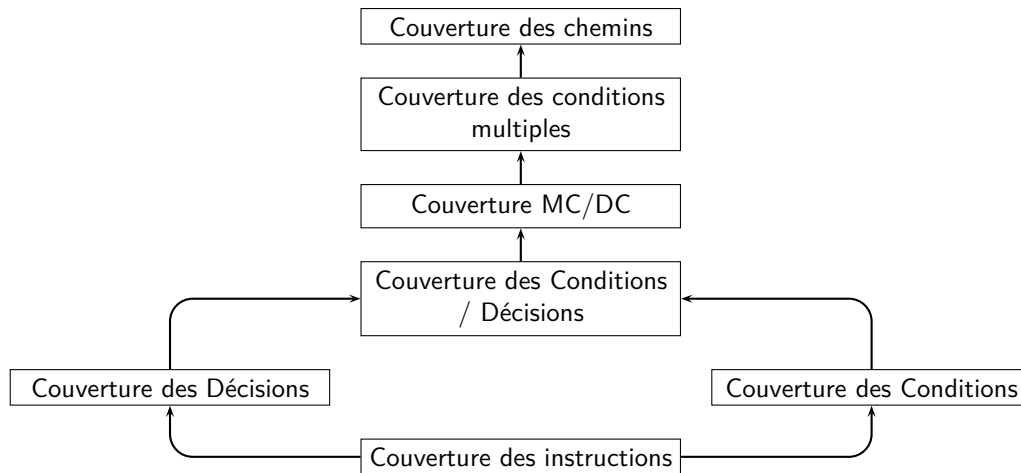 Couverture des chemins
Couverture des conditions
multiples
Couverture MC/DC
Couverture des Conditions
/ Décisions
Couverture des Décisions
Couverture des Conditions
Couverture des instructions